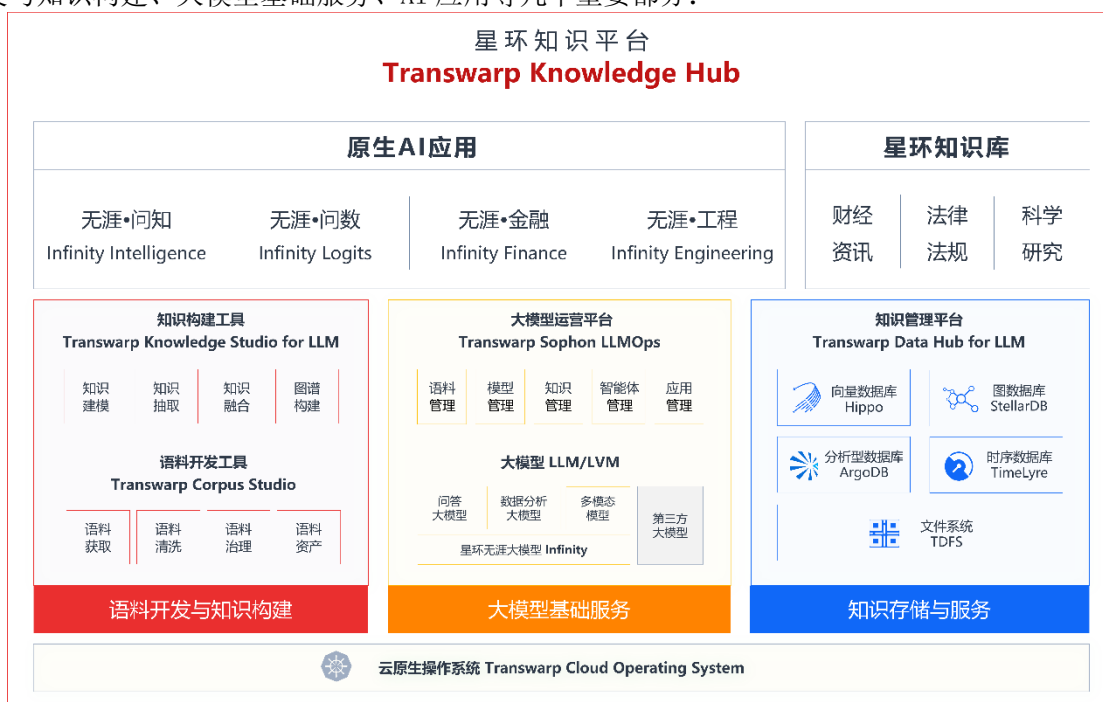 星环知识平台
Transwarp Knowledge Hub
原生AI应用
无涯•问知
Infinity Intelligence
无涯•问数
Infinity Logits
无涯•金融
Infinity Finance
无涯•工程
Infinity Engineering
星环知识库
财经
资讯
法律
法规
科学
研究
知识构建工具
Transwarp Knowledge Studio for LLM
知识
建模
知识
抽取
知识
融合
图谱
构建
语料开发工具
Transwarp Corpus Studio
语料
获取
语料
清洗
语料
治理
语料
资产
语料开发与知识构建
大模型运营平台
Transwarp Sophon LLMOps
语料
管理
模型
管理
知识
管理
智能体
管理
应用
管理
大模型 LLM/LVM
问答
大模型
数据分析
大模型
多模态
模型
第三方
大模型
星环无涯大模型 Infinity
大模型基础服务
知识管理平台
Transwarp Data Hub for LLM
向量数据库
Hippo
图数据库
StellarDB
分析型数据库
ArgoDB
时序数据库
TimeLyre
文件系统
TDFS
知识存储与服务
云原生操作系统 Transwarp Cloud Operating System